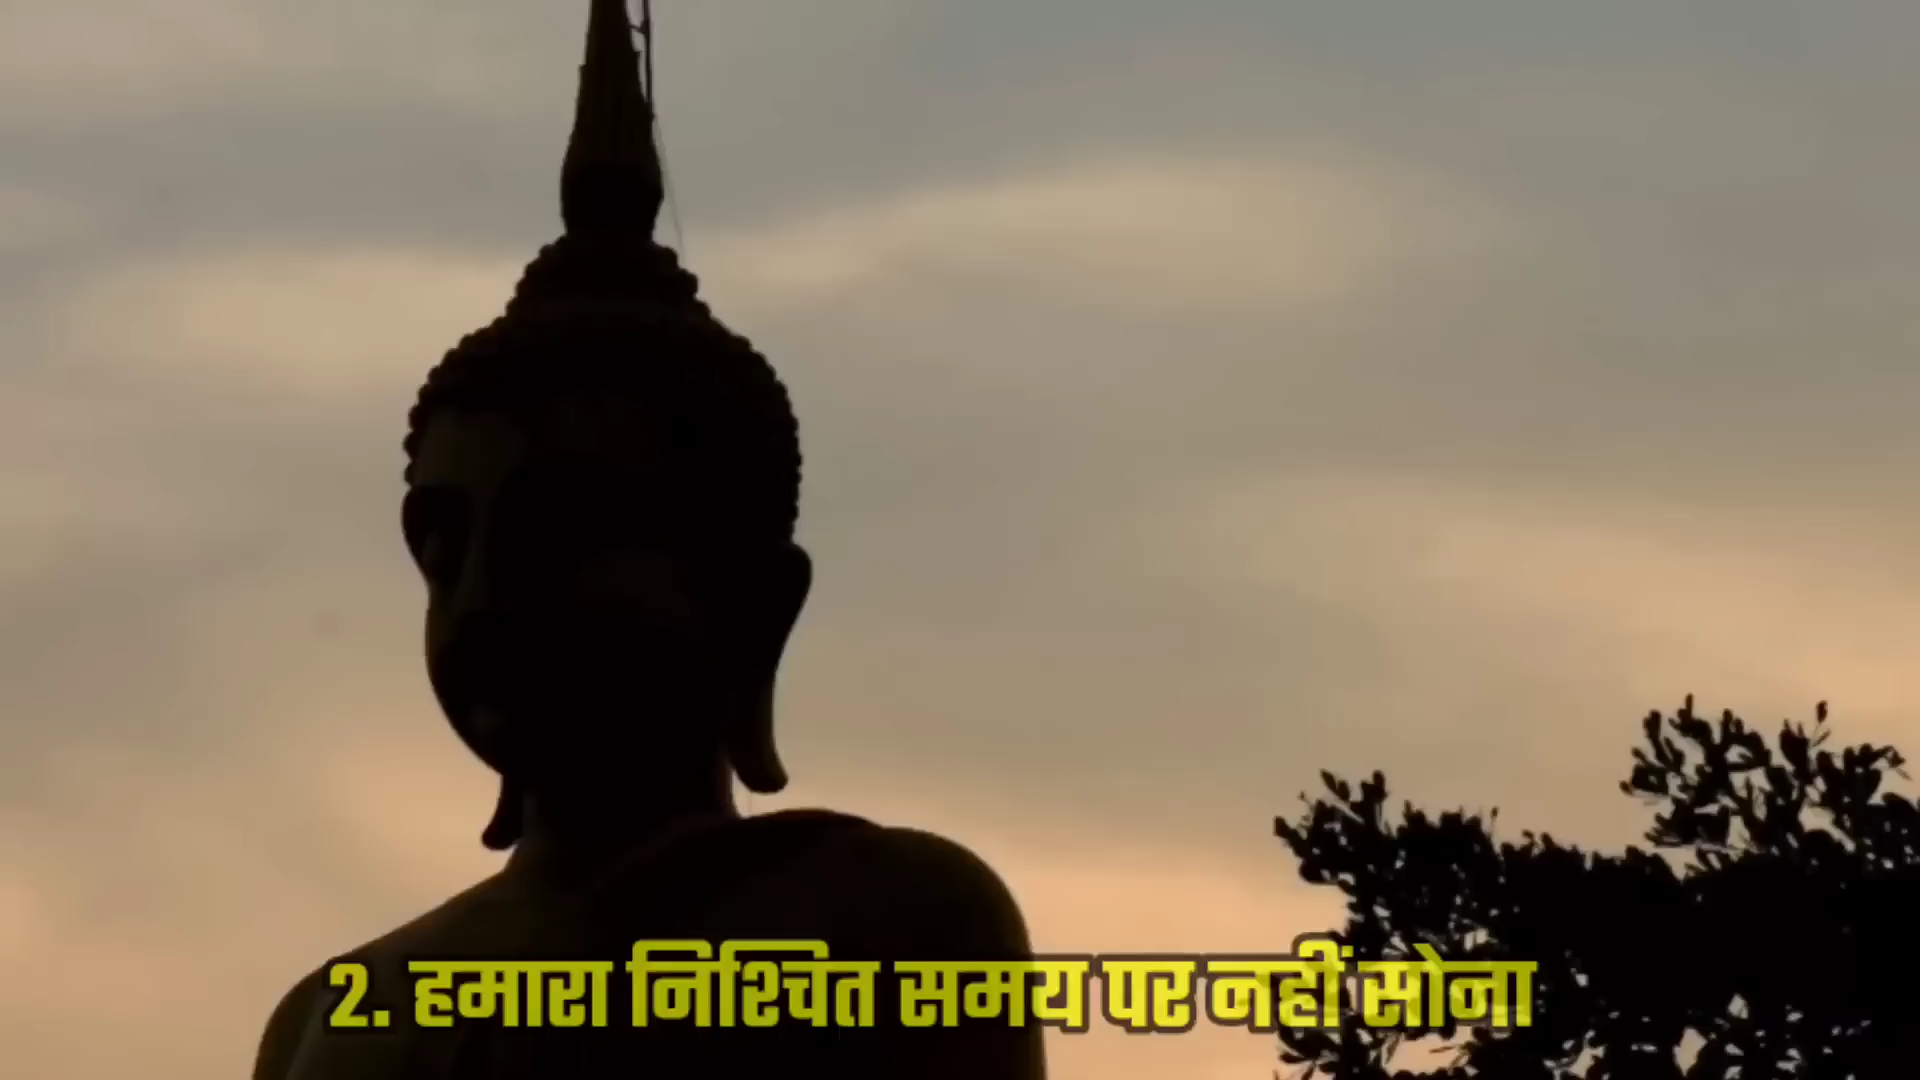 2. हमारा निश्चित समय पर नहीं सोना